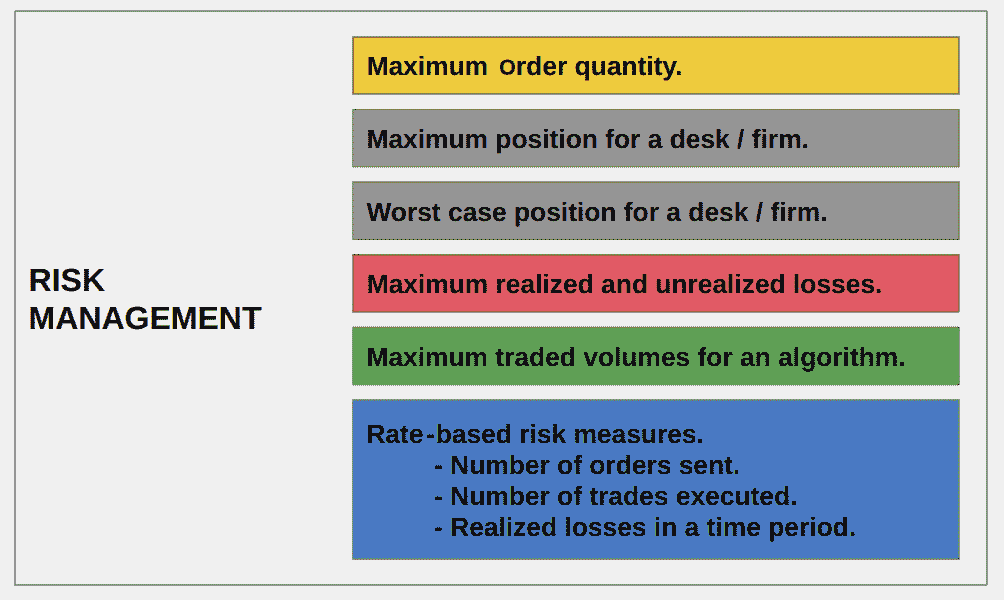 Maximum order quantity.
Maximum position for a desk / firm.
Worst case position for a desk / firm.
RISK
MANAGEMENT
Maximum realized and unrealized losses.
Maximum traded volumes for an algorithm.
Rate-based risk measures.
- Number of orders sent.
- Number of trades executed.
- Realized losses in a time period.